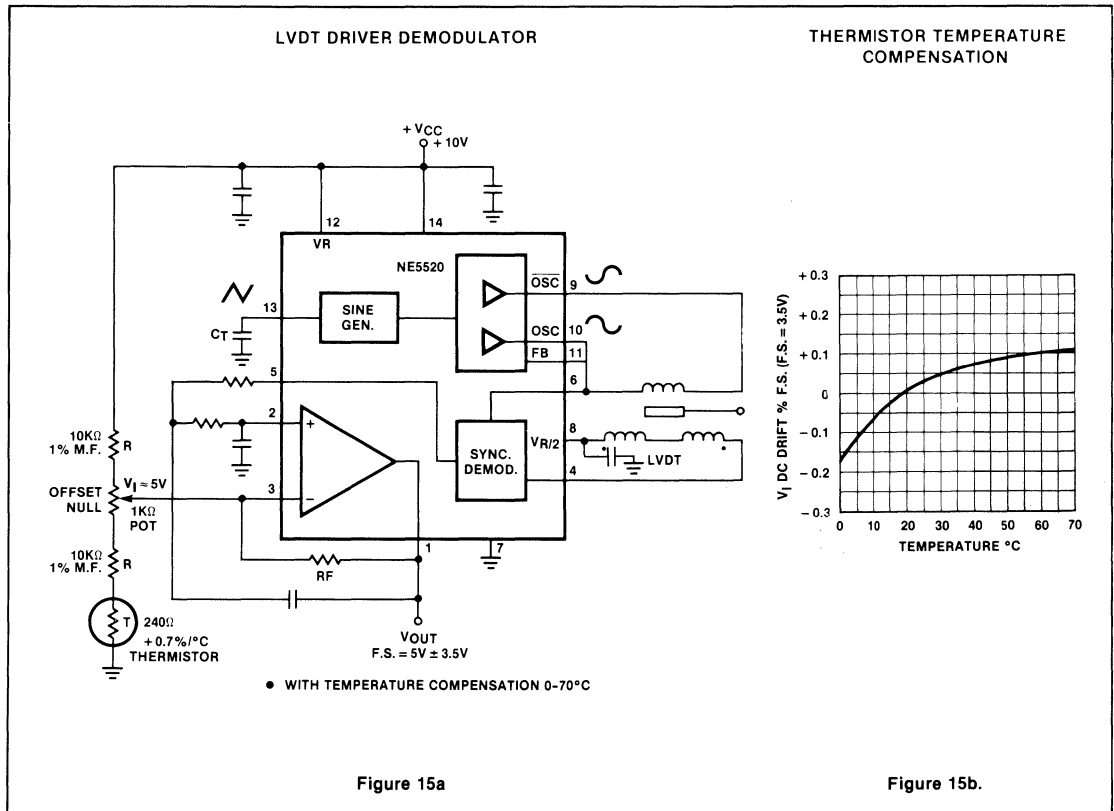 LVDT DRIVER DEMODULATOR
THERMISTOR TEMPERATURE
COMPENSATION
+ VCC
+ 10V
12
14
VR
NE5520
OSC
9
13
SINE
GEN.
OSC
10
CT
FB
11
5
6
2
+
8
VR/2
SYNC.
DEMOD.
LVDT
4
10KΩ
1% M.F.
R
VI ≈ 5V
3
−
OFFSET
NULL
1KΩ
POT
1
7
10KΩ
1% M.F.
R
RF
T
240Ω
+ 0.7%/°C
THERMISTOR
VOUT
F.S. = 5V ± 3.5V
● WITH TEMPERATURE COMPENSATION 0-70°C
VI DC DRIFT % F.S. (F.S. = 3.5V)
+ 0.3
+ 0.2
+ 0.1
0
− 0.1
− 0.2
− 0.3
0 10 20 30 40 50 60 70
TEMPERATURE °C
Figure 15a
Figure 15b.